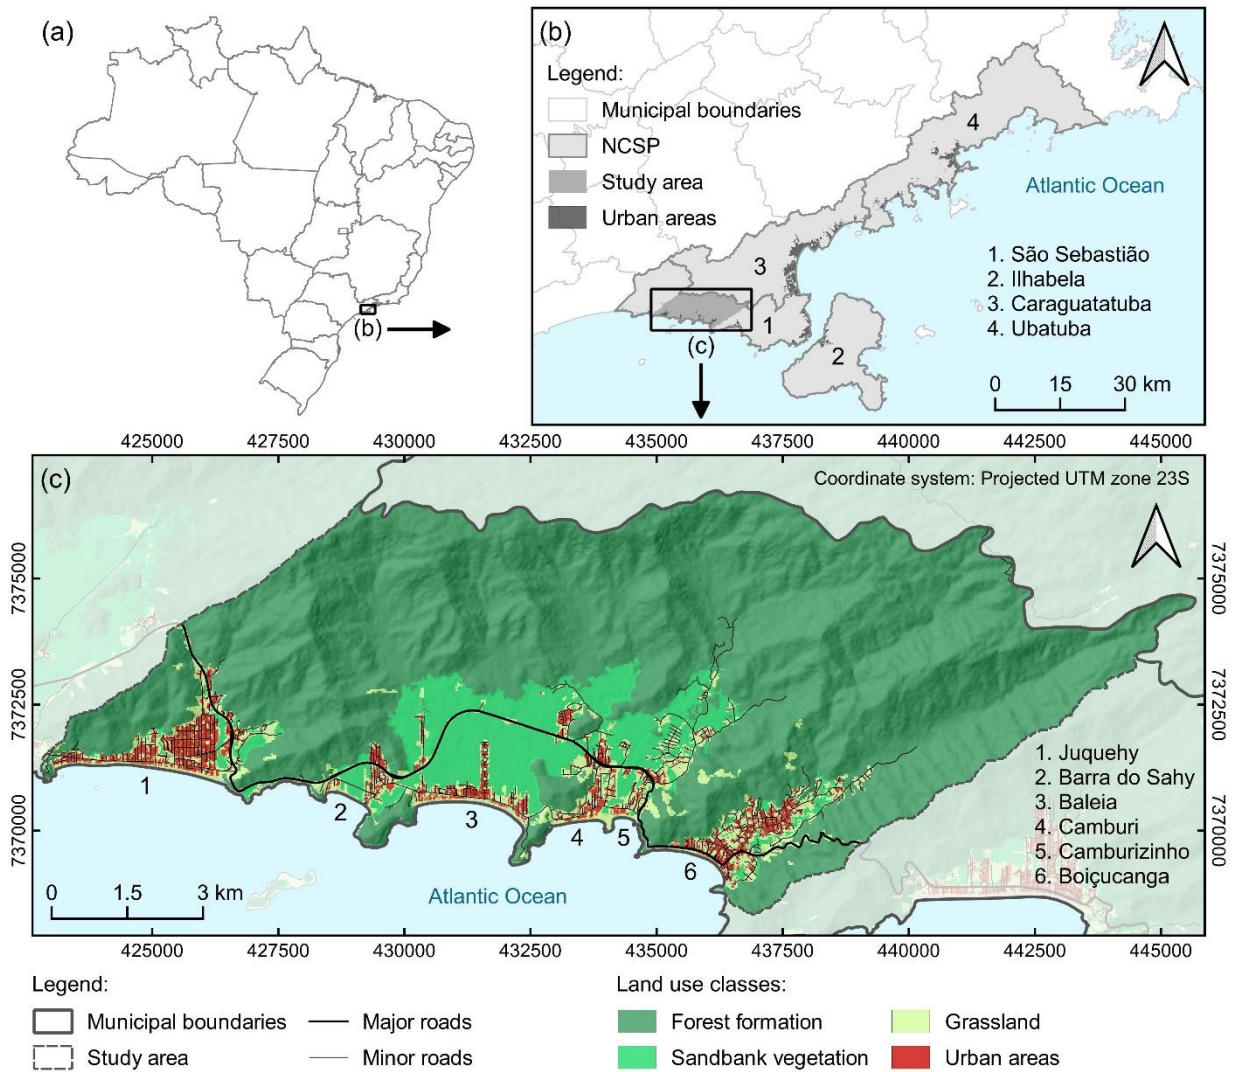 (a)
(b)
(b)
Legend:
Municipal boundaries
NCSP
Study area
Urban areas
4
3
1
2
(c)
Atlantic Ocean
1. São Sebastião
2. Ilhabela
3. Caraguatatuba
4. Ubatuba
0 15 30 km
425000 427500 430000 432500 435000 437500 440000 442500 445000
(c)
Coordinate system: Projected UTM zone 23S
7375000
7372500
7370000
7375000
7372500
7370000
1
2
3
4
5
6
1. Juquehy
2. Barra do Sahy
3. Baleia
4. Camburi
5. Camburizinho
6. Boiçucanga
0 1.5 3 km
Atlantic Ocean
425000 427500 430000 432500 435000 437500 440000 442500 445000
Legend:
Municipal boundaries
Study area
Major roads
Minor roads
Land use classes:
Forest formation
Sandbank vegetation
Grassland
Urban areas